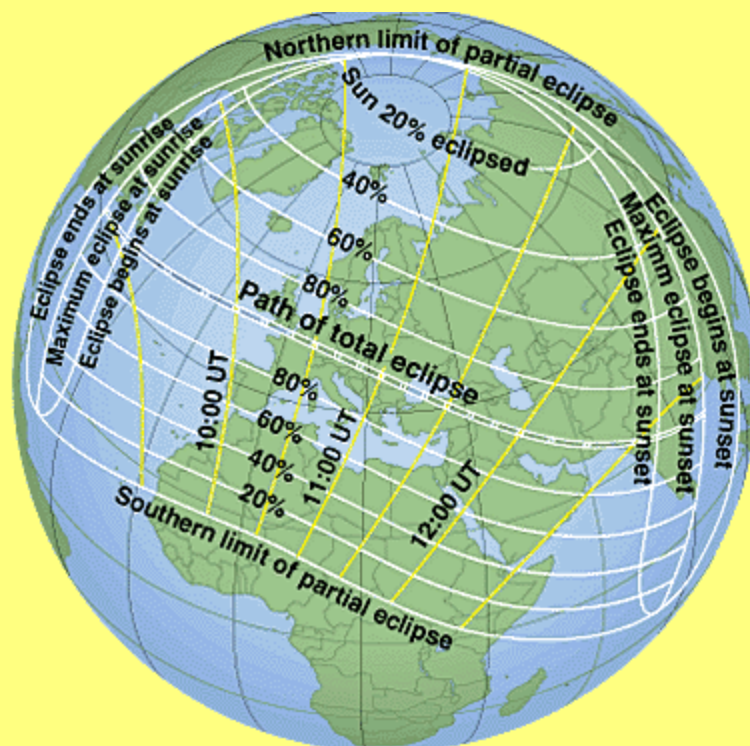 Northern limit of partial eclipse
Sun 20% eclipsed
40%
60%
80%
Path of total eclipse
80%
60%
40%
20%
Southern limit of partial eclipse
Eclipse ends at sunrise
Maximum eclipse at sunrise
Eclipse begins at sunrise
10:00 UT
11:00 UT
12:00 UT
Eclipse begins at sunset
Maximm eclipse at sunset
Eclipse ends at sunset